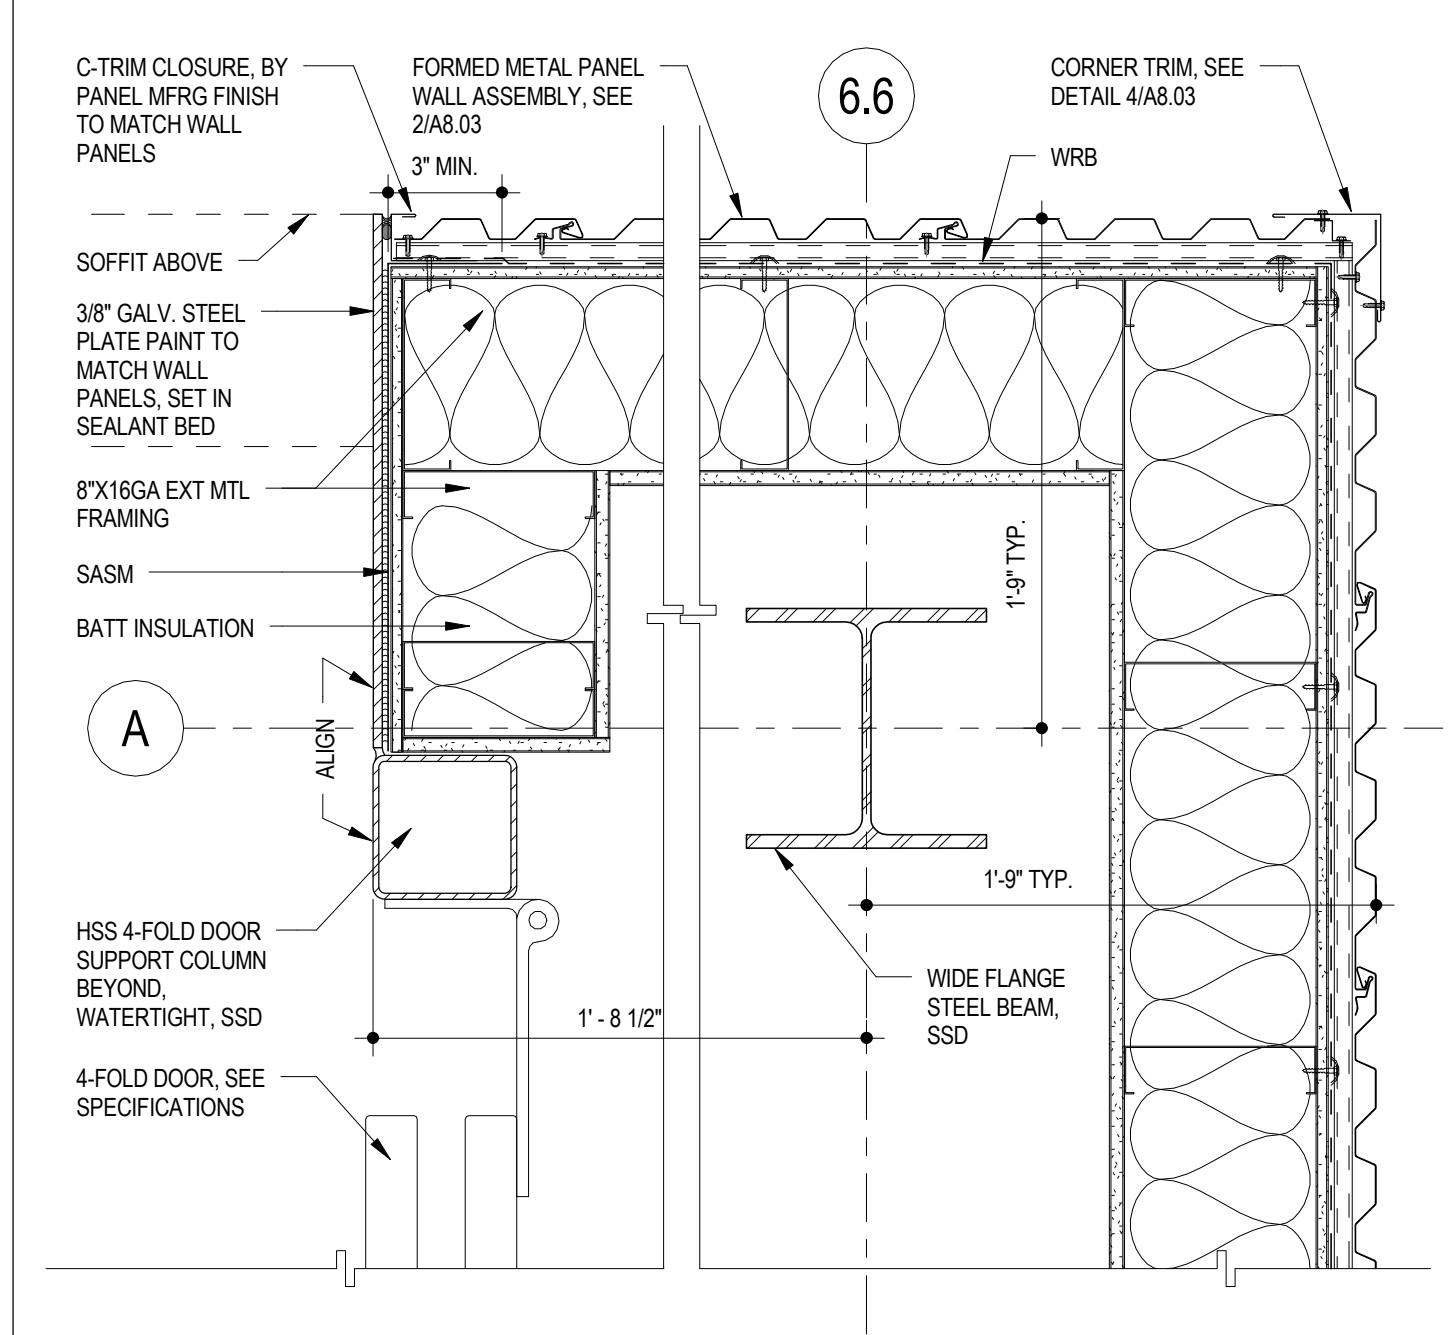 C-TRIM CLOSURE, BY
PANEL MFRG FINISH
TO MATCH WALL
PANELS
FORMED METAL PANEL
WALL ASSEMBLY, SEE
2/A8.03
3" MIN.
6.6
CORNER TRIM, SEE
DETAIL 4/A8.03
WRB
SOFFIT ABOVE
3/8" GALV. STEEL
PLATE PAINT TO
MATCH WALL
PANELS, SET IN
SEALANT BED
8"X16GA EXT MTL
FRAMING
SASM
BATT INSULATION
1'-9" TYP.
A
ALIGN
1'-9" TYP.
HSS 4-FOLD DOOR
SUPPORT COLUMN
BEYOND,
WATERTIGHT, SSD
WIDE FLANGE
STEEL BEAM,
SSD
1' - 8 1/2"
4-FOLD DOOR, SEE
SPECIFICATIONS